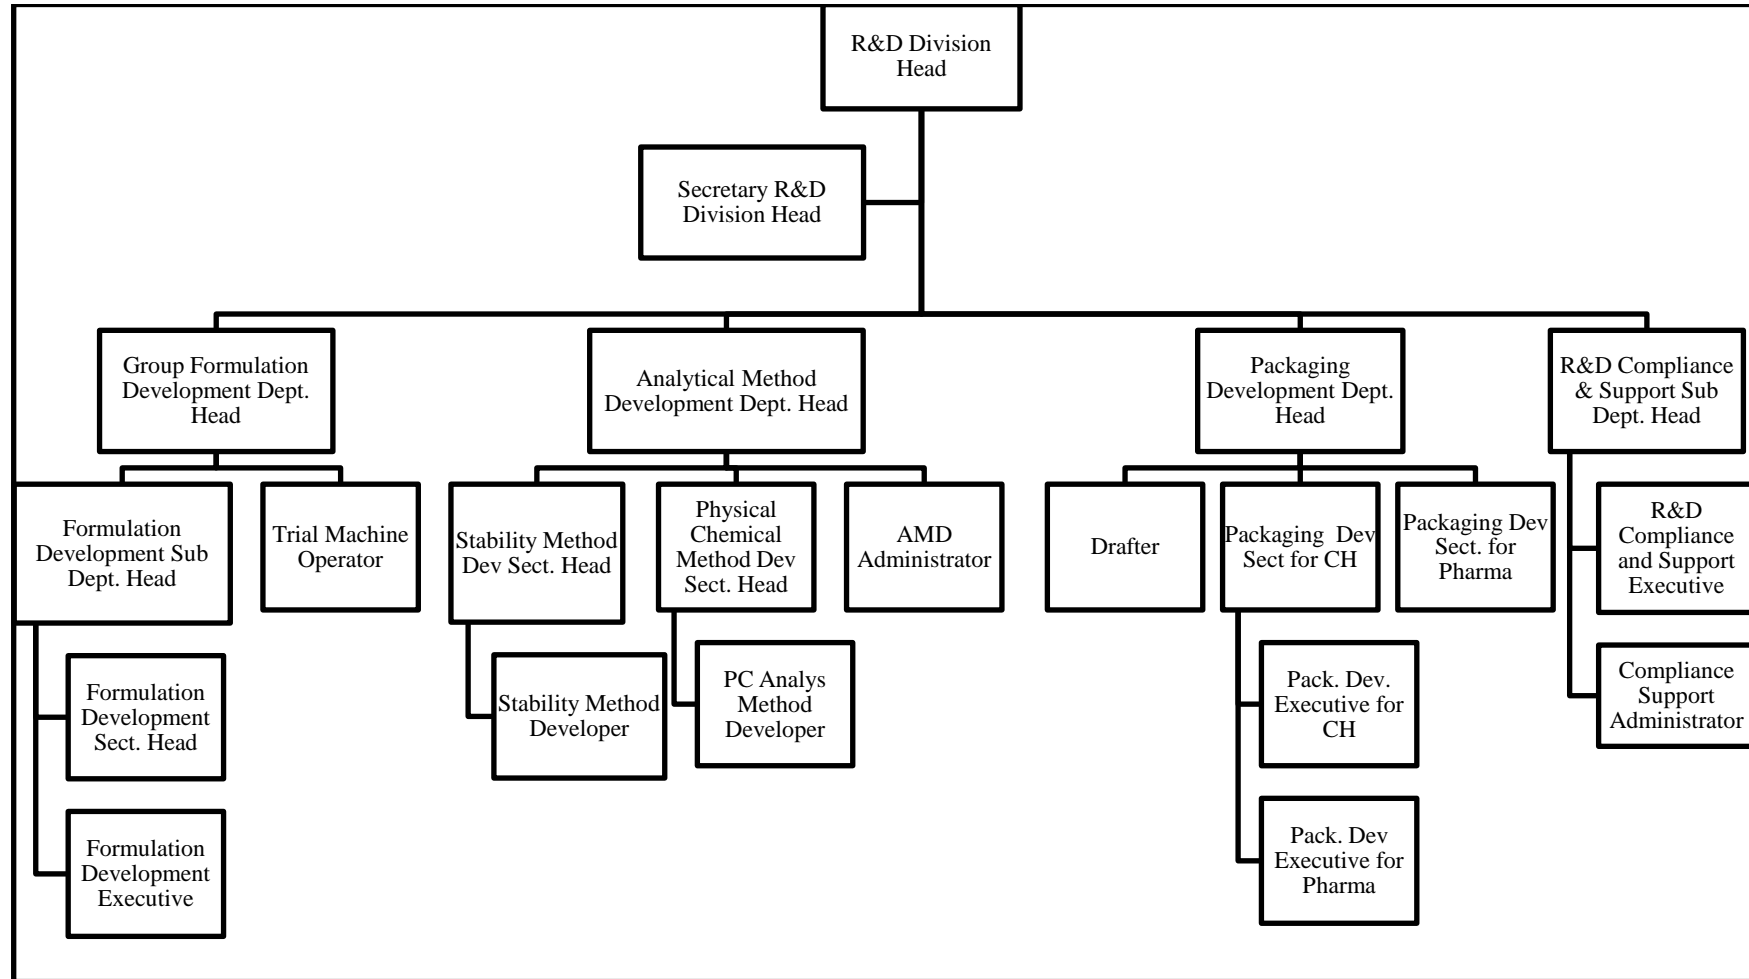 R&D Division
Head
Secretary R&D
Division Head
Group Formulation
Development Dept.
Head
Analytical Method
Development Dept. Head
Packaging
Development Dept.
Head
R&D Compliance
& Support Sub
Dept. Head
Formulation
Development Sub
Dept. Head
Trial Machine
Operator
Stability Method
Dev Sect. Head
Physical
Chemical
Method Dev
Sect. Head
AMD
Administrator
Drafter
Packaging Dev
Sect for CH
Packaging Dev
Sect. for
Pharma
R&D
Compliance
and Support
Executive
Formulation
Development
Sect. Head
Stability Method
Developer
PC Analys
Method
Developer
Pack. Dev.
Executive for
CH
Compliance
Support
Administrator
Formulation
Development
Executive
Pack. Dev
Executive for
Pharma